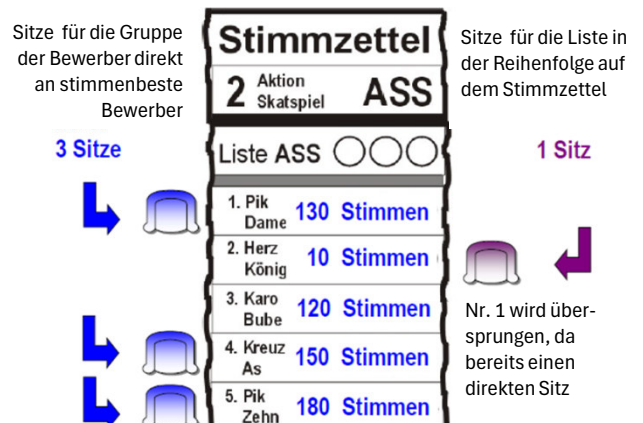 Sitze für die Gruppe
der Bewerber direkt
an stimmenbeste
Bewerber
3 Sitze
Stimmzettel
2 Aktion Skatspiel ASS
Liste ASS
1. Pik
Dame 130 Stimmen
2. Herz
König 10 Stimmen
3. Karo
Bube 120 Stimmen
4. Kreuz
As 150 Stimmen
5. Pik
Zehn 180 Stimmen
Sitze für die Liste in
der Reihenfolge auf
dem Stimmzettel
1 Sitz
Nr. 1 wird über-
sprungen, da
bereits einen
direkten Sitz